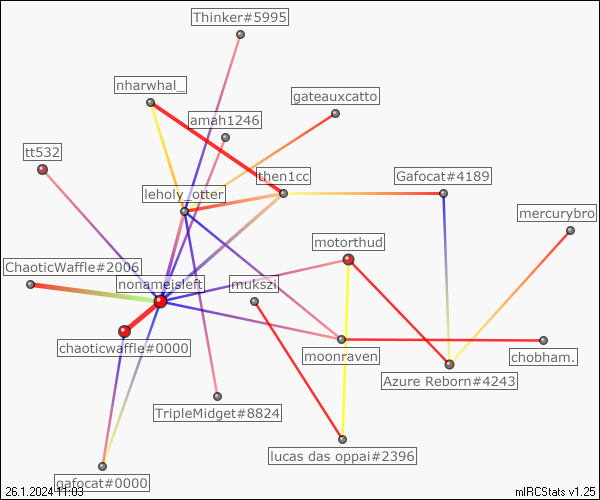 Thinker#5995
nharwhal_
gateauxcatto
amah1246
tt532
then1cc
Gafocat#4189
leholy_otter
mercurybro
motorthud
ChaoticWaffle#2006
nonameisleft
mukszi
chaoticwaffle#0000
moonraven
chobham.
Azure Reborn#4243
TripleMidget#8824
lucas das oppai#2396
gafocat#0000
26.1.2024 11:03
mIRCStats v1.25